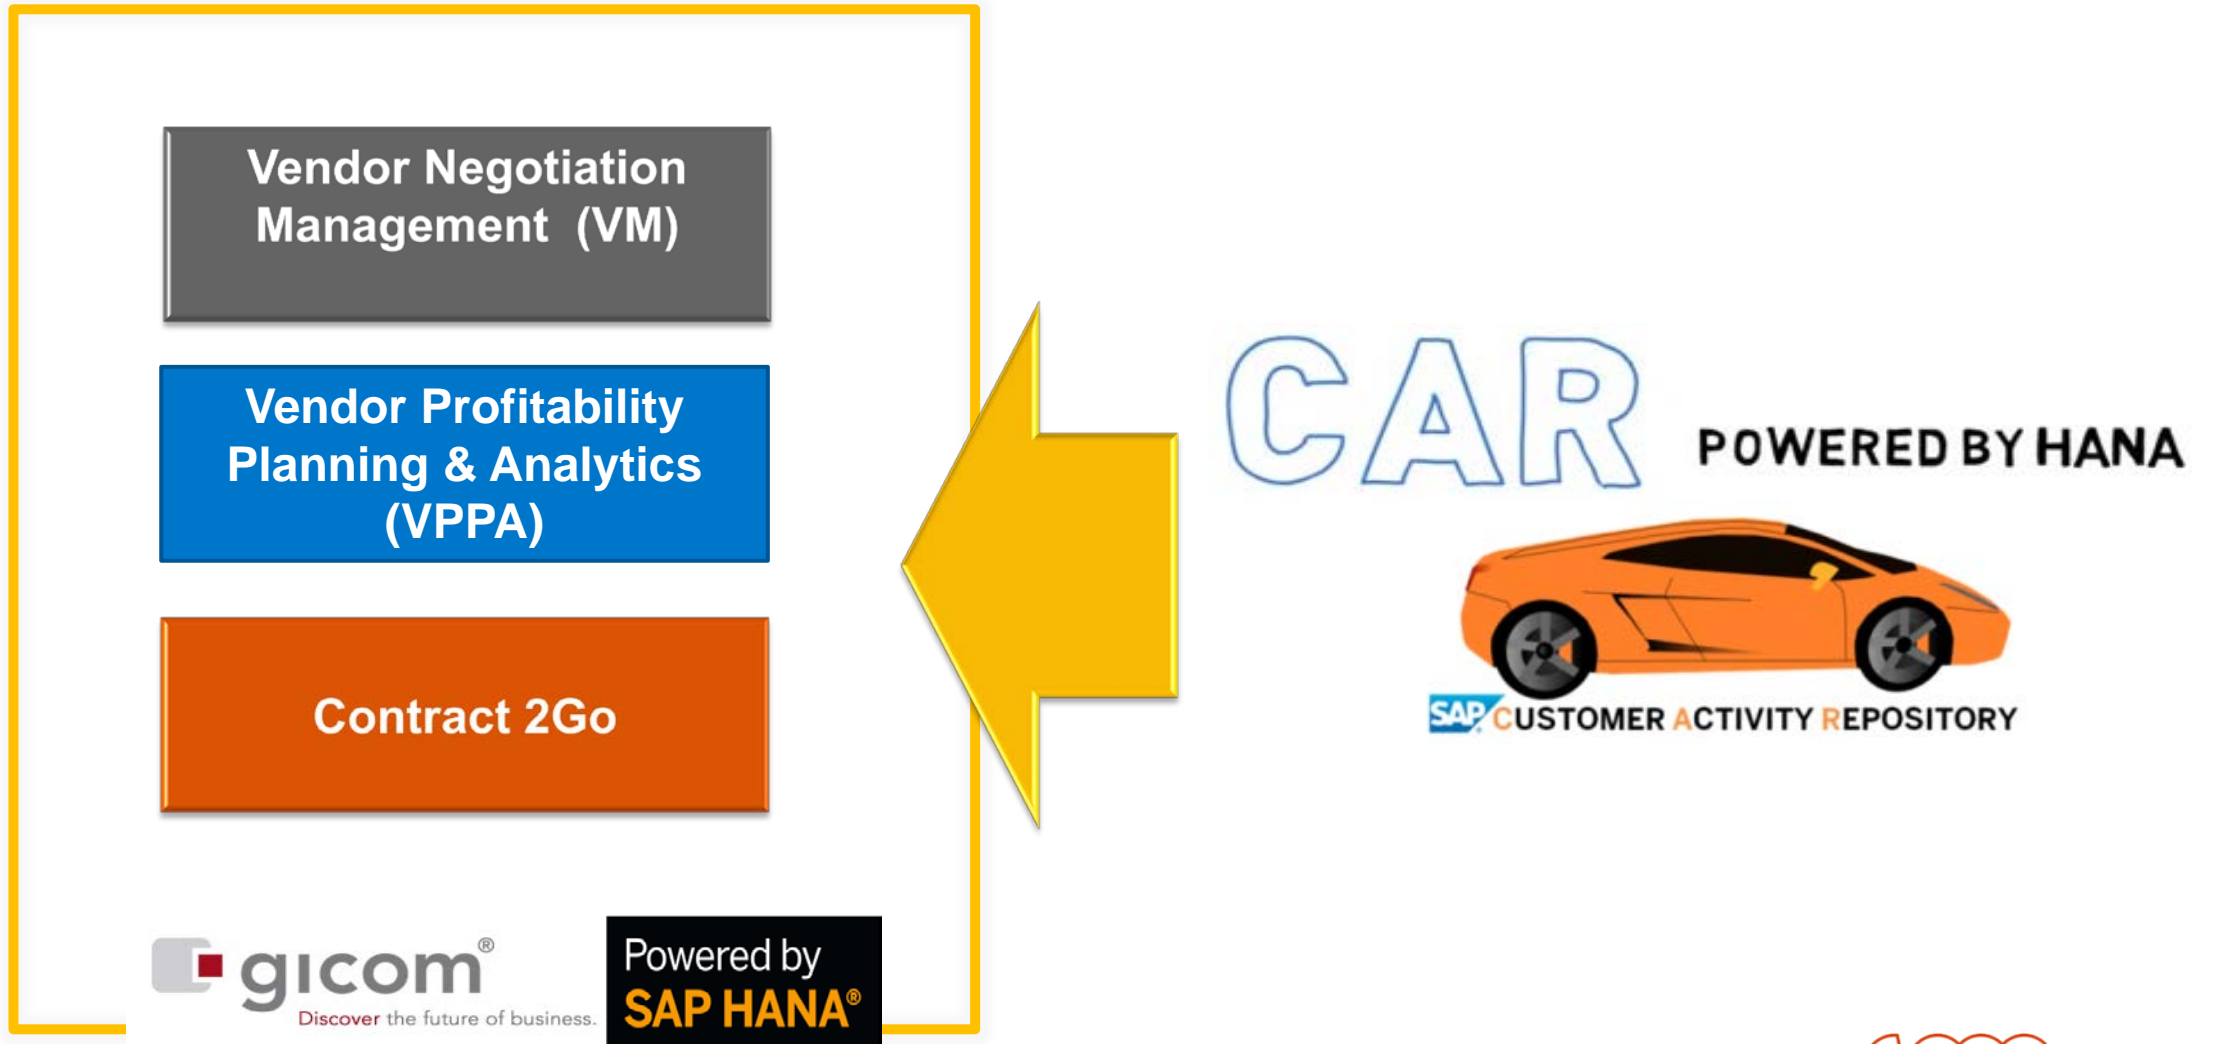 Vendor Negotiation
Management (VM)
Vendor Profitability
Planning & Analytics
(VPPA)
Contract 2Go
gicom®
Discover the future of business.
Powered by
SAP HANA®
CAR
POWERED BY HANA
SAP® CUSTOMER ACTIVITY REPOSITORY